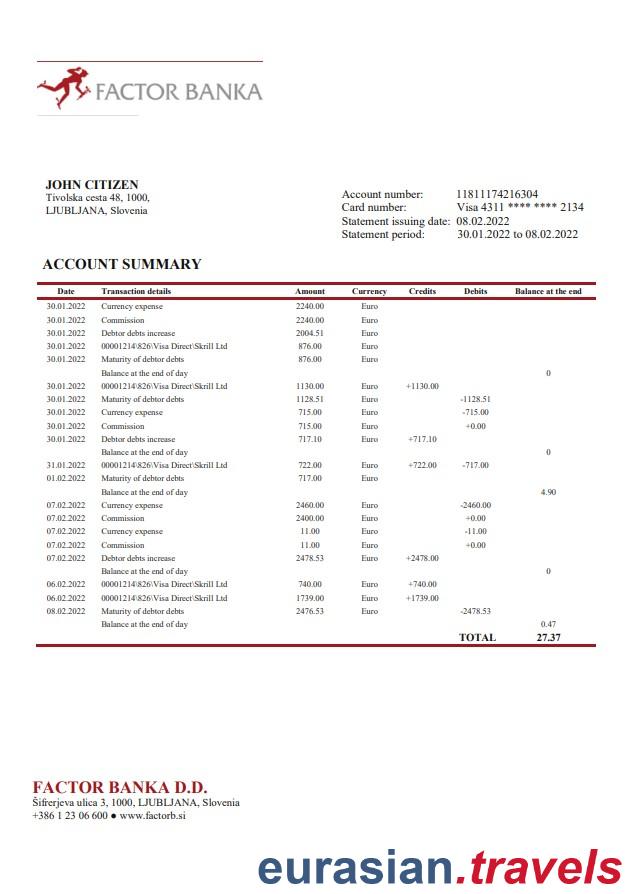 FACTOR BANKA
JOHN CITIZEN
Tivolska cesta 48, 1000,
LJUBLJANA, Slovenia
Account number: 11811174216304
Card number: Visa 4311 **** **** 2134
Statement issuing date: 08.02.2022
Statement period: 30.01.2022 to 08.02.2022
ACCOUNT SUMMARY
Date Transaction details Amount Currency Credits Debits Balance at the end
30.01.2022 Currency expense 2240.00 Euro
30.01.2022 Commission 2240.00 Euro
30.01.2022 Debtor debts increase 2004.51 Euro
30.01.2022 00001214\826\Visa Direct\Skrill Ltd 876.00 Euro
30.01.2022 Maturity of debtor debts 876.00 Euro
Balance at the end of day 0
30.01.2022 00001214\826\Visa Direct\Skrill Ltd 1130.00 Euro +1130.00
30.01.2022 Maturity of debtor debts 1128.51 Euro -1128.51
30.01.2022 Currency expense 715.00 Euro -715.00
30.01.2022 Commission 715.00 Euro +0.00
30.01.2022 Debtor debts increase 717.10 Euro +717.10
Balance at the end of day 0
31.01.2022 00001214\826\Visa Direct\Skrill Ltd 722.00 Euro +722.00 -717.00
01.02.2022 Maturity of debtor debts 717.00 Euro
Balance at the end of day 4.90
07.02.2022 Currency expense 2460.00 Euro -2460.00
07.02.2022 Commission 2400.00 Euro +0.00
07.02.2022 Currency expense 11.00 Euro -11.00
07.02.2022 Commission 11.00 Euro +0.00
07.02.2022 Debtor debts increase 2478.53 Euro +2478.00
Balance at the end of day 0
06.02.2022 00001214\826\Visa Direct\Skrill Ltd 740.00 Euro +740.00
06.02.2022 00001214\826\Visa Direct\Skrill Ltd 1739.00 Euro +1739.00
08.02.2022 Maturity of debtor debts 2476.53 Euro -2478.53
Balance at the end of day 0.47
TOTAL 27.37
FACTOR BANKA D.D.
Šifrerjeva ulica 3, 1000, LJUBLJANA, Slovenia
+386 1 23 06 600 ● www.factorb.si
eurasian.travels